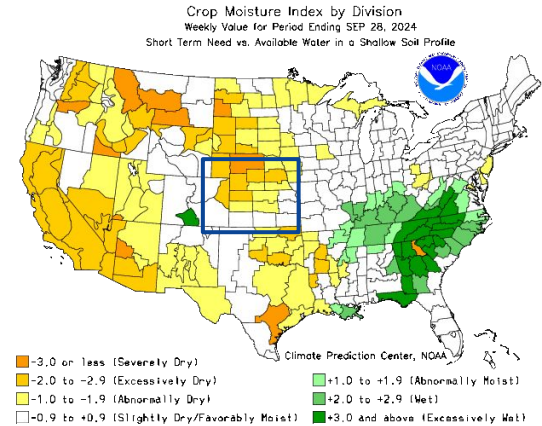 Crop Moisture Index by Division
Weekly Value for Period Ending SEP 28, 2024
Short Term Need vs. Available Water in a Shallow Soil Profile
NOAA
Climate Prediction Center, NOAA
-3.0 or less (Severely Dry)
-2.0 to -2.9 (Excessively Dry)
-1.0 to -1.9 (Abnormally Dry)
-0.9 to +0.9 (Slightly Dry/Favorably Moist)
+1.0 to +1.9 (Abnormally Moist)
+2.0 to +2.9 (Wet)
+3.0 and above (Excessively Wet)